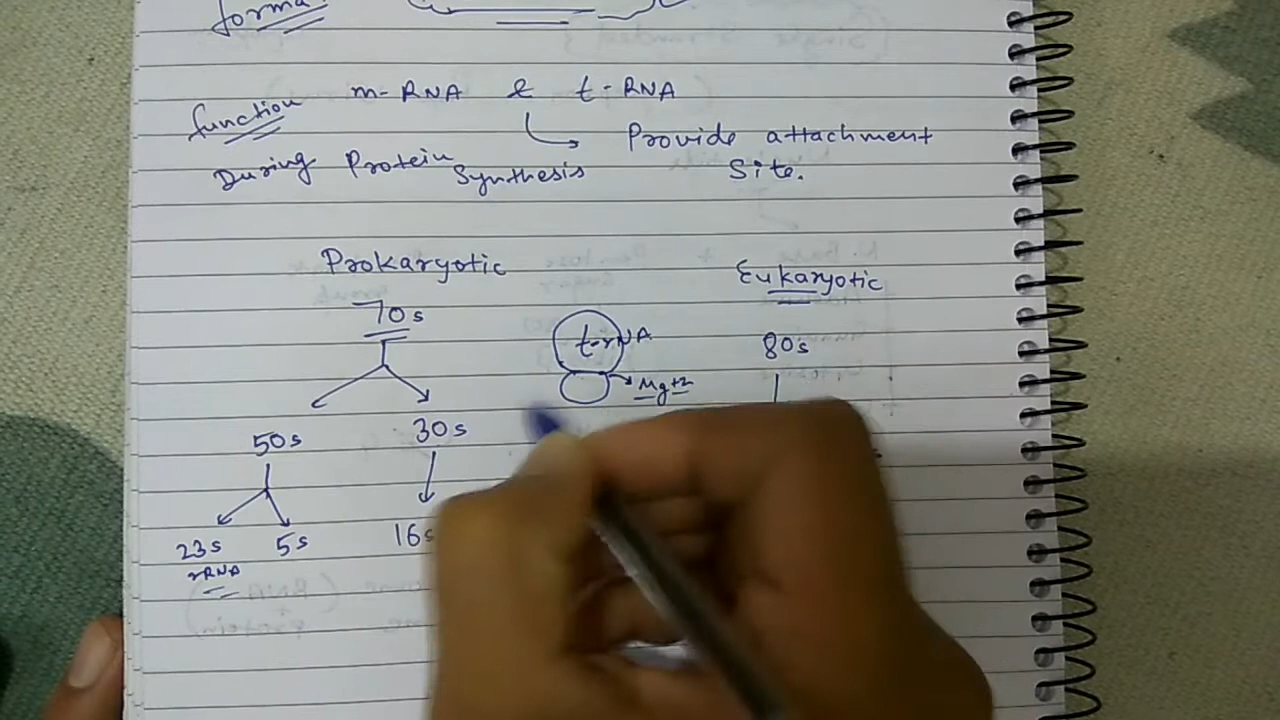 forma
function m-RNA & t-RNA
Provide attachment
During Protein Synthesis Site.
Prokaryotic Eukaryotic
70s t-rNA 80s
Mg+2
50s 30s
23s 5s 16s
rRNA